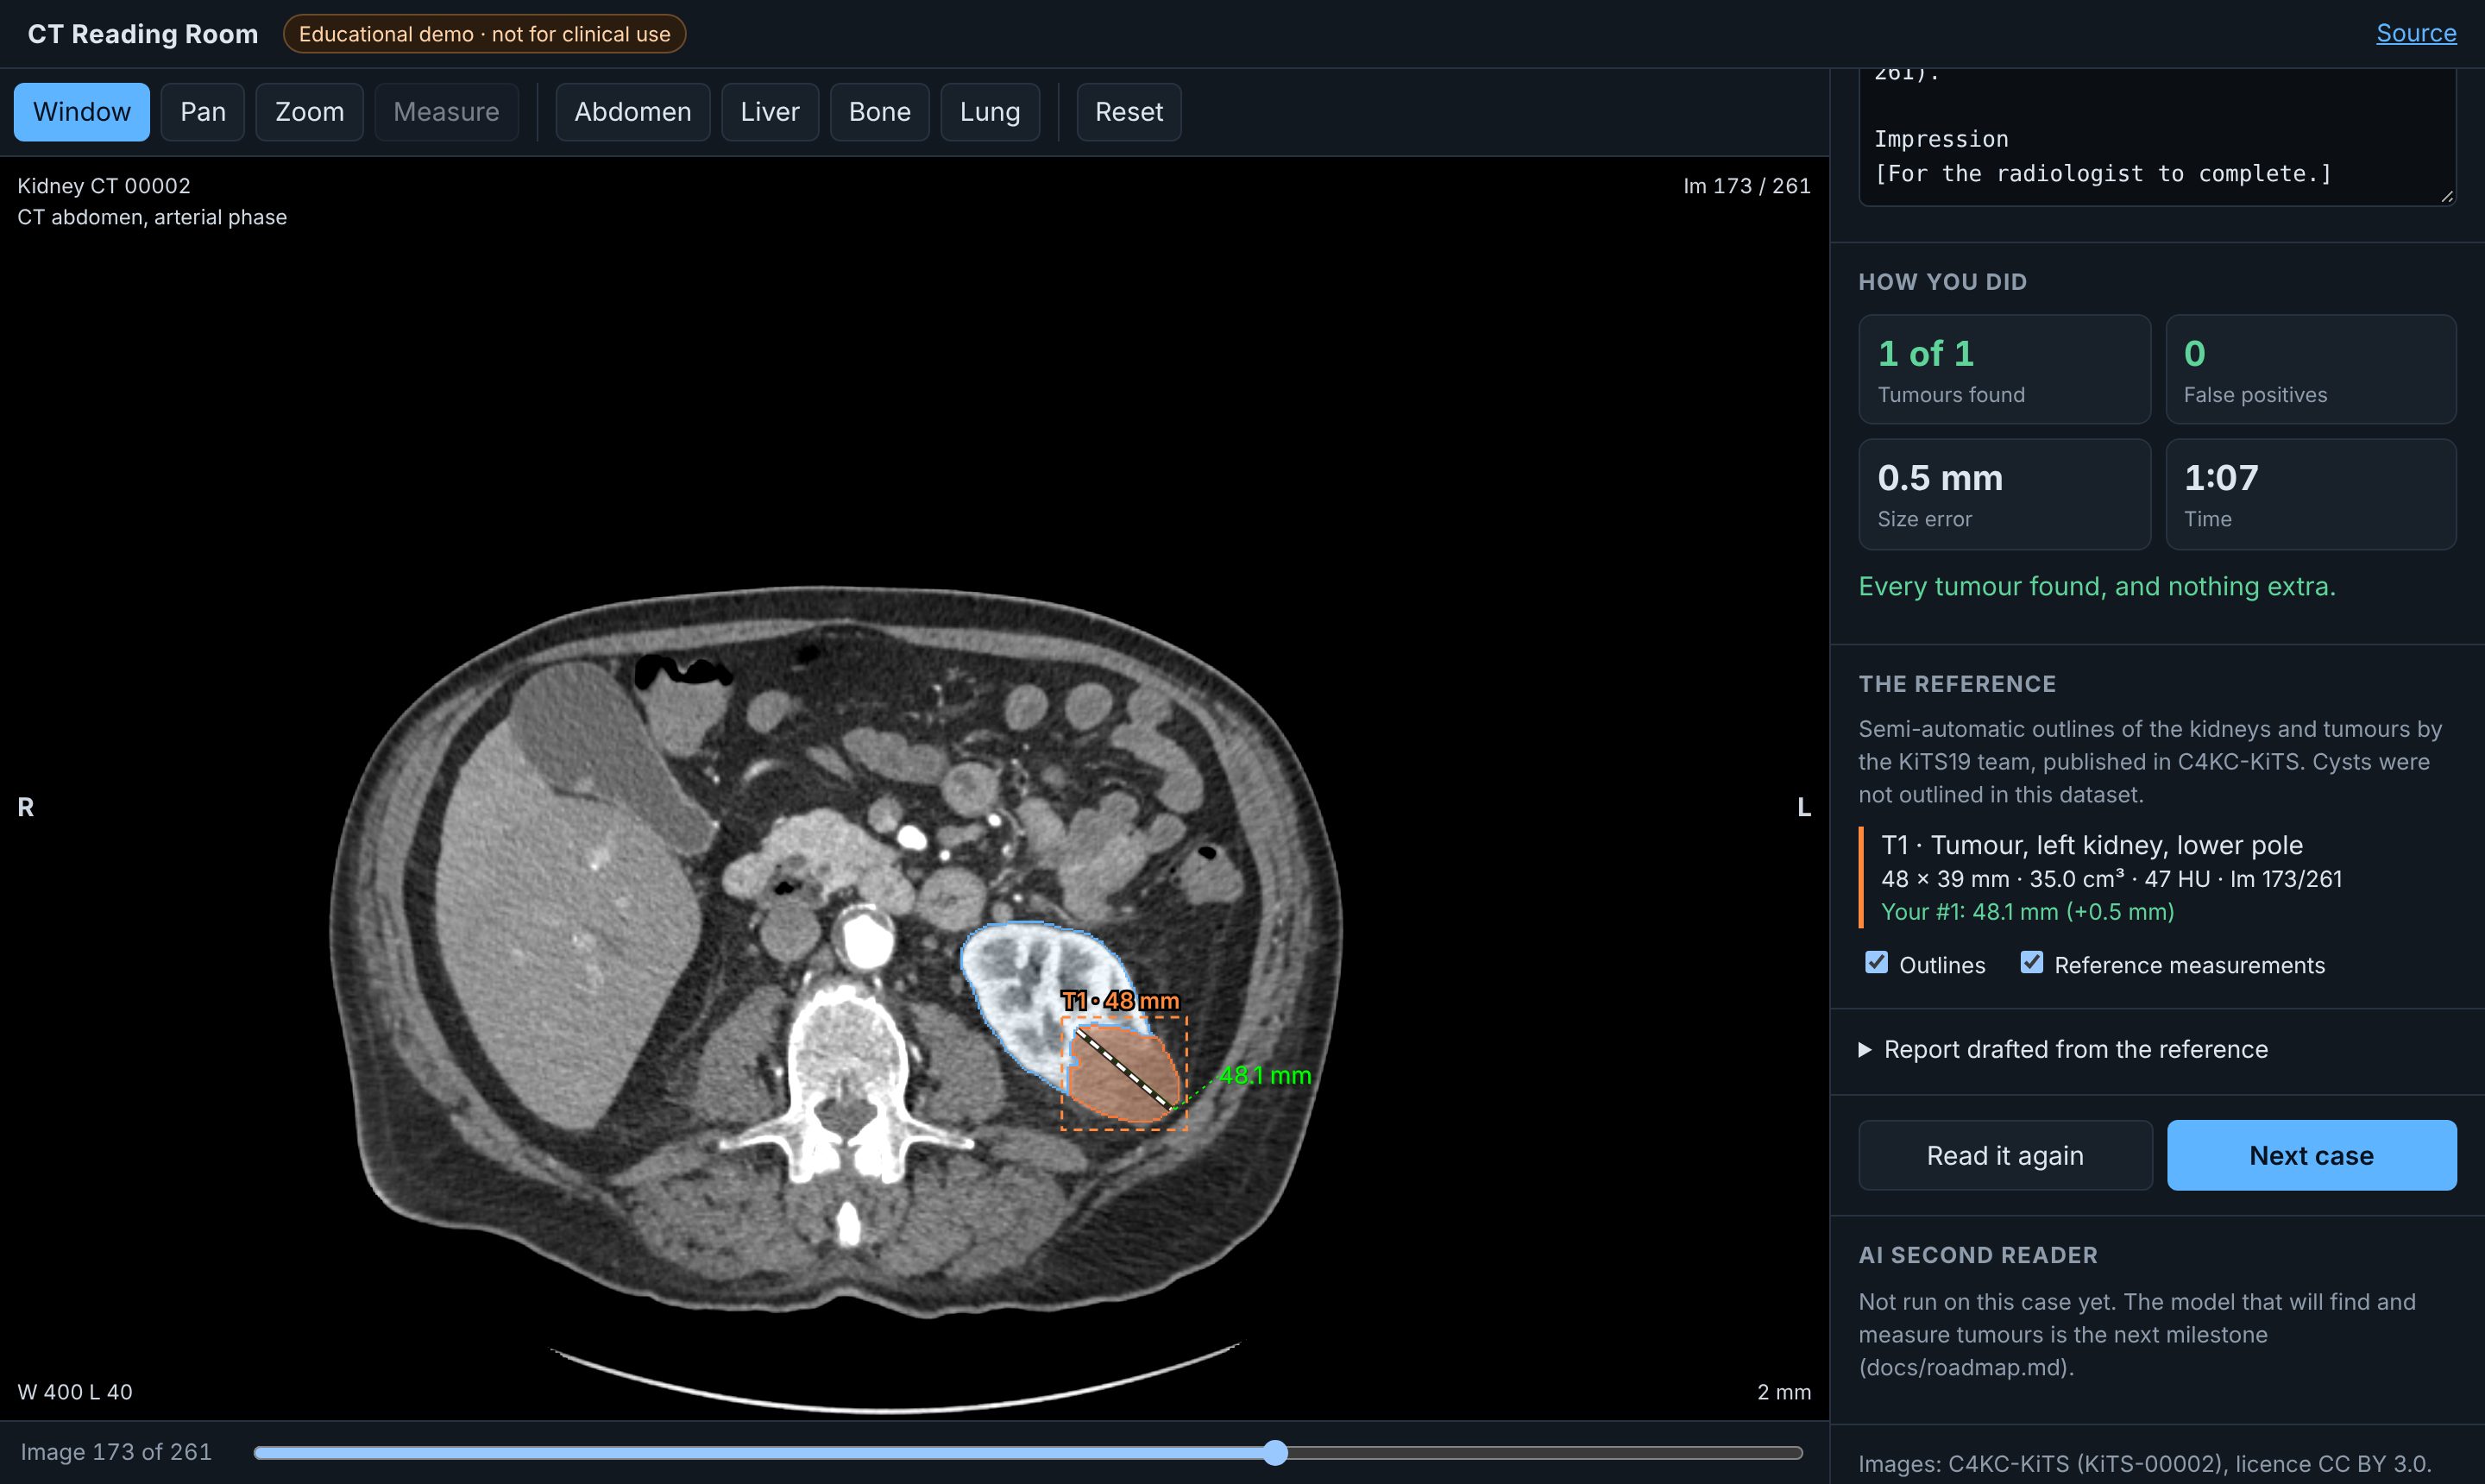 CT Reading Room
Educational demo · not for clinical use
Source
Window
Pan
Zoom
Measure
Abdomen
Liver
Bone
Lung
Reset
Kidney CT 00002
CT abdomen, arterial phase
Im 173 / 261
R
L
T1 · 48 mm
48.1 mm
W 400 L 40
2 mm
Image 173 of 261
261).
Impression
[For the radiologist to complete.]
HOW YOU DID
1 of 1
Tumours found
0
False positives
0.5 mm
Size error
1:07
Time
Every tumour found, and nothing extra.
THE REFERENCE
Semi-automatic outlines of the kidneys and tumours by
the KiTS19 team, published in C4KC-KiTS. Cysts were
not outlined in this dataset.
T1 · Tumour, left kidney, lower pole
48 × 39 mm · 35.0 cm³ · 47 HU · Im 173/261
Your #1: 48.1 mm (+0.5 mm)
Outlines
Reference measurements
Report drafted from the reference
Read it again
Next case
AI SECOND READER
Not run on this case yet. The model that will find and
measure tumours is the next milestone
(docs/roadmap.md).
Images: C4KC-KiTS (KiTS-00002), licence CC BY 3.0.